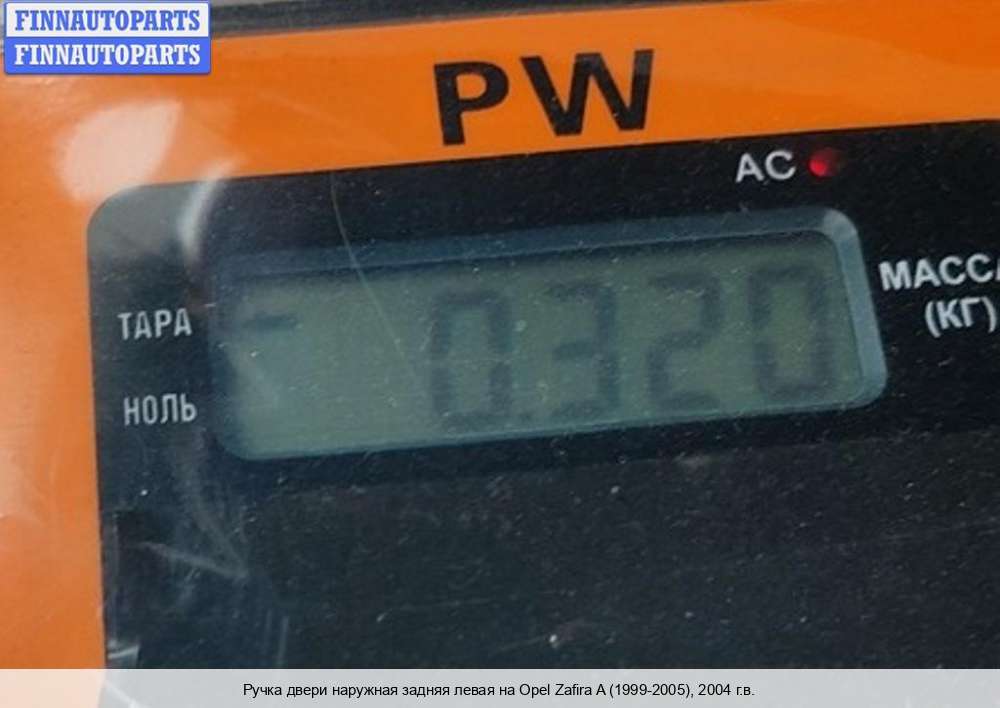 FINNAUTOPARTS
FINNAUTOPARTS
PW
AC
МАССА
(КГ)
ТАРА
0.320
НОЛЬ
Ручка двери наружная задняя левая на Opel Zafira A (1999-2005), 2004 г.в.